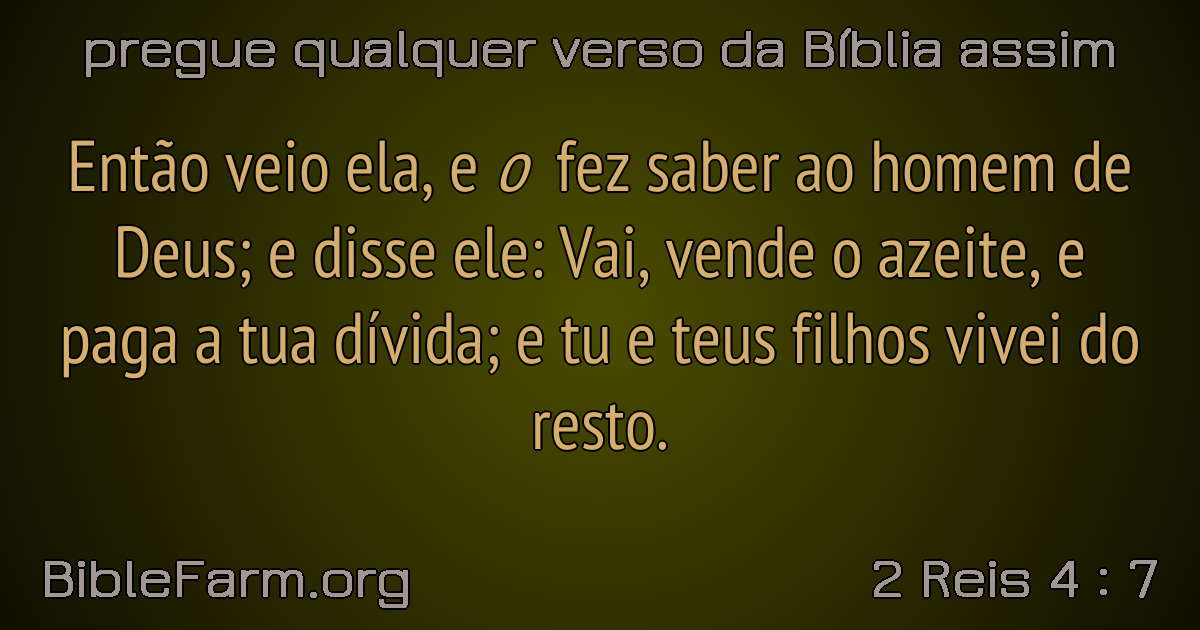 pregue qualquer verso da Bíblia assim
Então veio ela, e o fez saber ao homem de
Deus; e disse ele: Vai, vende o azeite, e
paga a tua dívida; e tu e teus filhos vivei do
resto.
BibleFarm.org
2 Reis 4 : 7